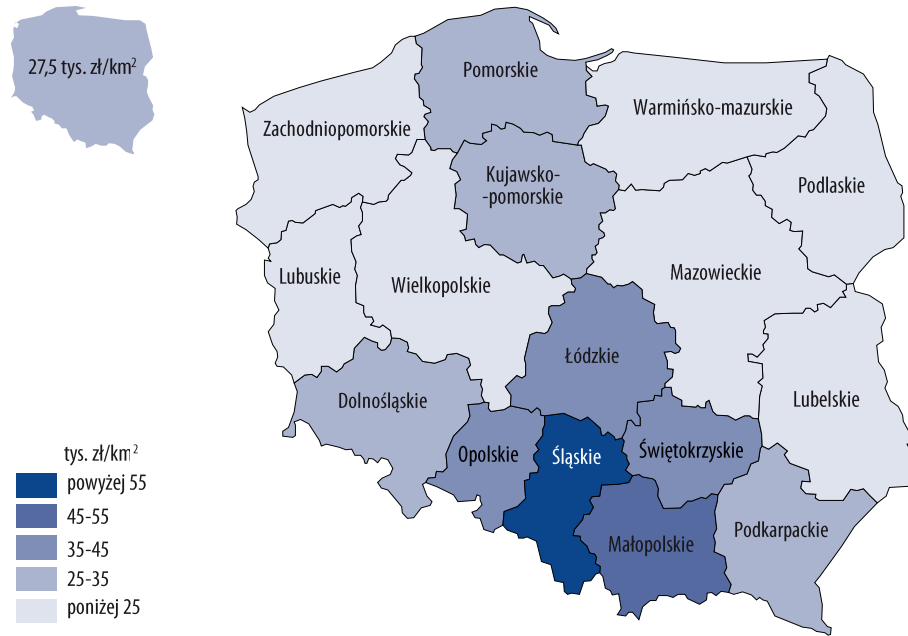 27,5 tys. zł/km²
Pomorskie
Warmińsko-mazurskie
Zachodniopomorskie
Kujawsko-
-pomorskie
Podlaskie
Lubuskie
Wielkopolskie
Mazowieckie
Łódzkie
Dolnośląskie
Lubelskie
Opolskie
Śląskie
Świętokrzyskie
Małopolskie
Podkarpackie
tys. zł/km²
powyżej 55
45-55
35-45
25-35
poniżej 25